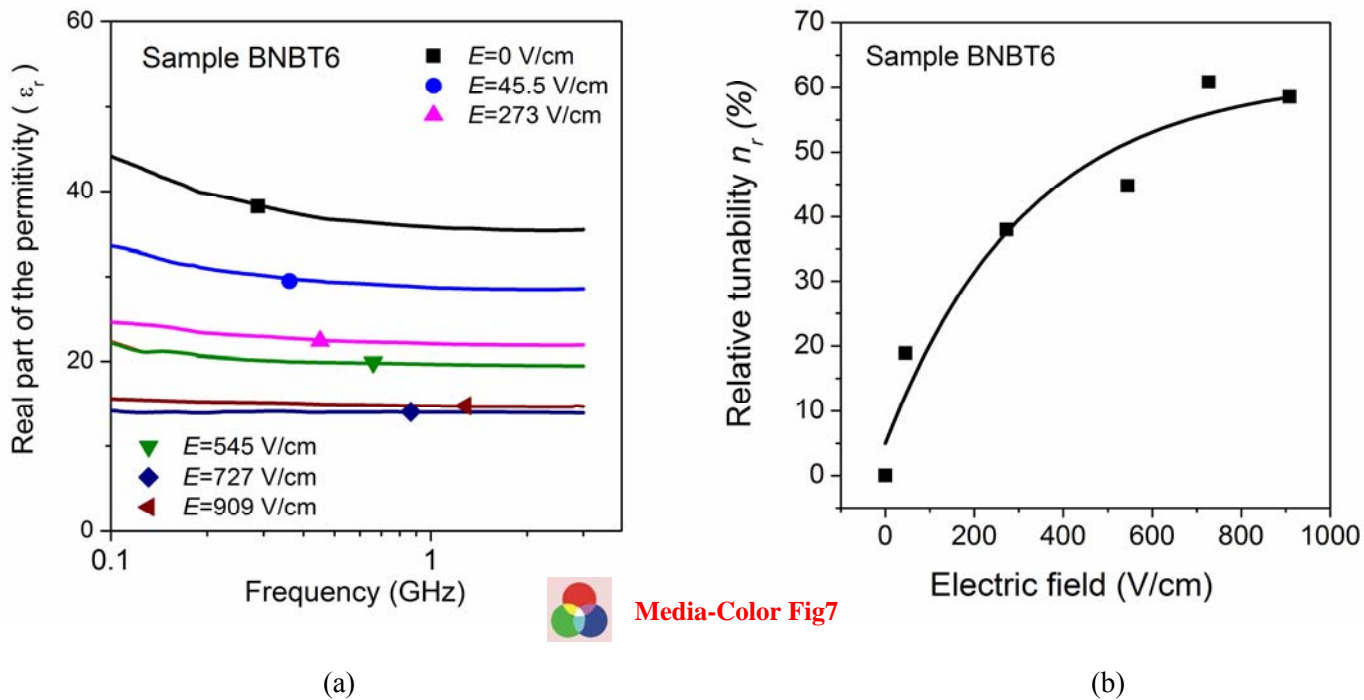 Sample BNBT6
E=0 V/cm
E=45.5 V/cm
E=273 V/cm
60
40
20
0
Real part of the permitivity ( ε_r )
E=545 V/cm
E=727 V/cm
E=909 V/cm
0.1
1
Frequency (GHz)
Sample BNBT6
70
60
50
40
30
20
10
0
Relative tunability n_r (%)
0
200
400
600
800
1000
Electric field (V/cm)
Media-Color Fig7
(a)
(b)